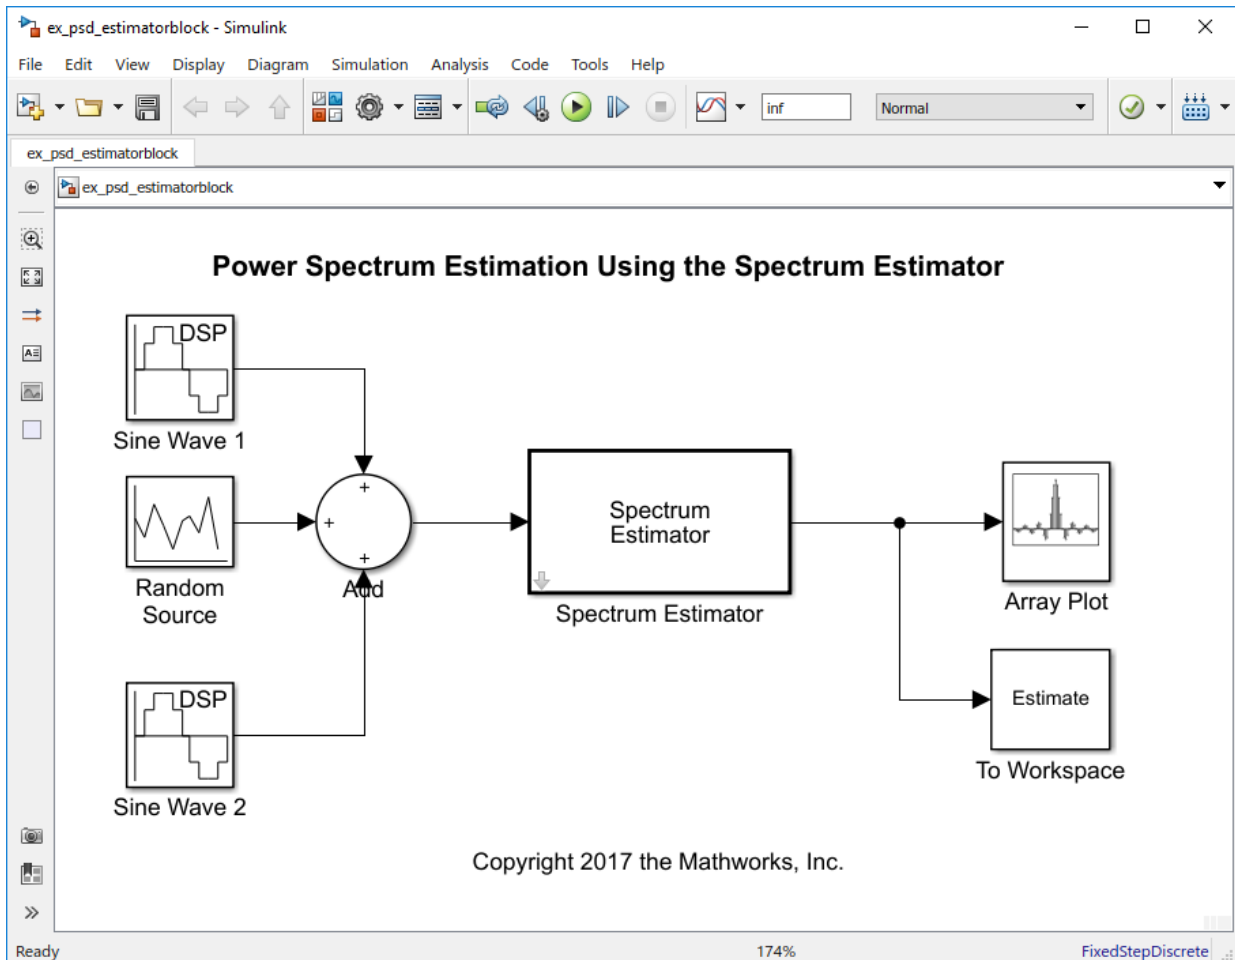 ex_psd_estimatorblock - Simulink
File Edit View Display Diagram Simulation Analysis Code Tools Help
inf Normal
ex_psd_estimatorblock
ex_psd_estimatorblock
Power Spectrum Estimation Using the Spectrum Estimator
DSP
Sine Wave 1
Random
Source
+
+
+
Add
Spectrum
Estimator
Spectrum Estimator
Array Plot
DSP
Sine Wave 2
Estimate
To Workspace
Copyright 2017 the Mathworks, Inc.
Ready 174% FixedStepDiscrete